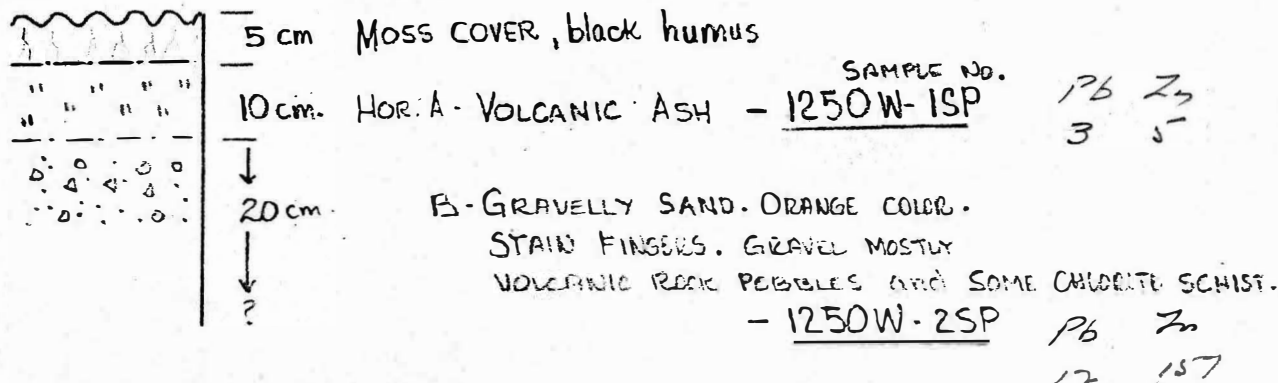 5 cm MOSS COVER, black humus
SAMPLE NO.
10 cm. HOR. A - VOLCANIC ASH - 1250W-1SP Pb Zn
3 5
20 cm. B - GRAVELLY SAND. ORANGE COLOR.
STAIN FINGERS. GRAVEL MOSTLY
VOLCANIC ROCK PEBBLES and SOME CHLORITE SCHIST.
?
- 1250W-2SP Pb Zn
12 157